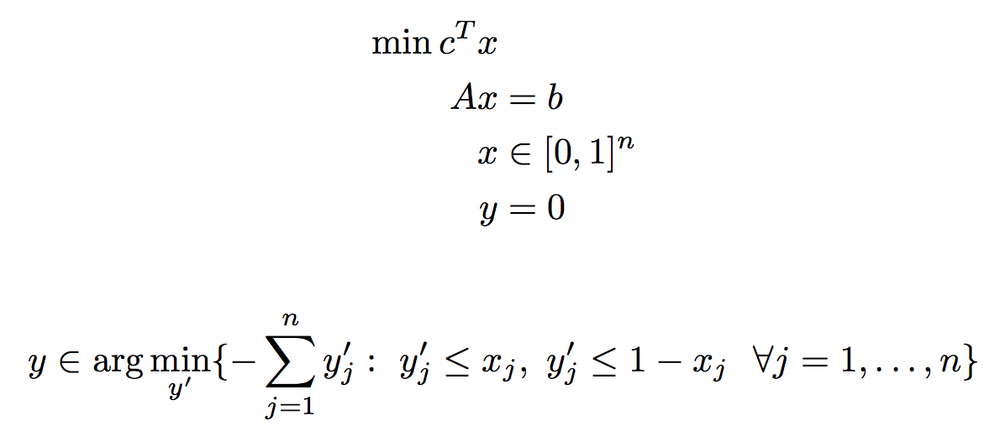 min c^T x
Ax = b
x ∈ [0, 1]^n
y = 0
y ∈ arg min_{y′} {− ∑_{j=1}^{n} y′_j : y′_j ≤ x_j, y′_j ≤ 1 − x_j ∀j = 1, . . . , n}